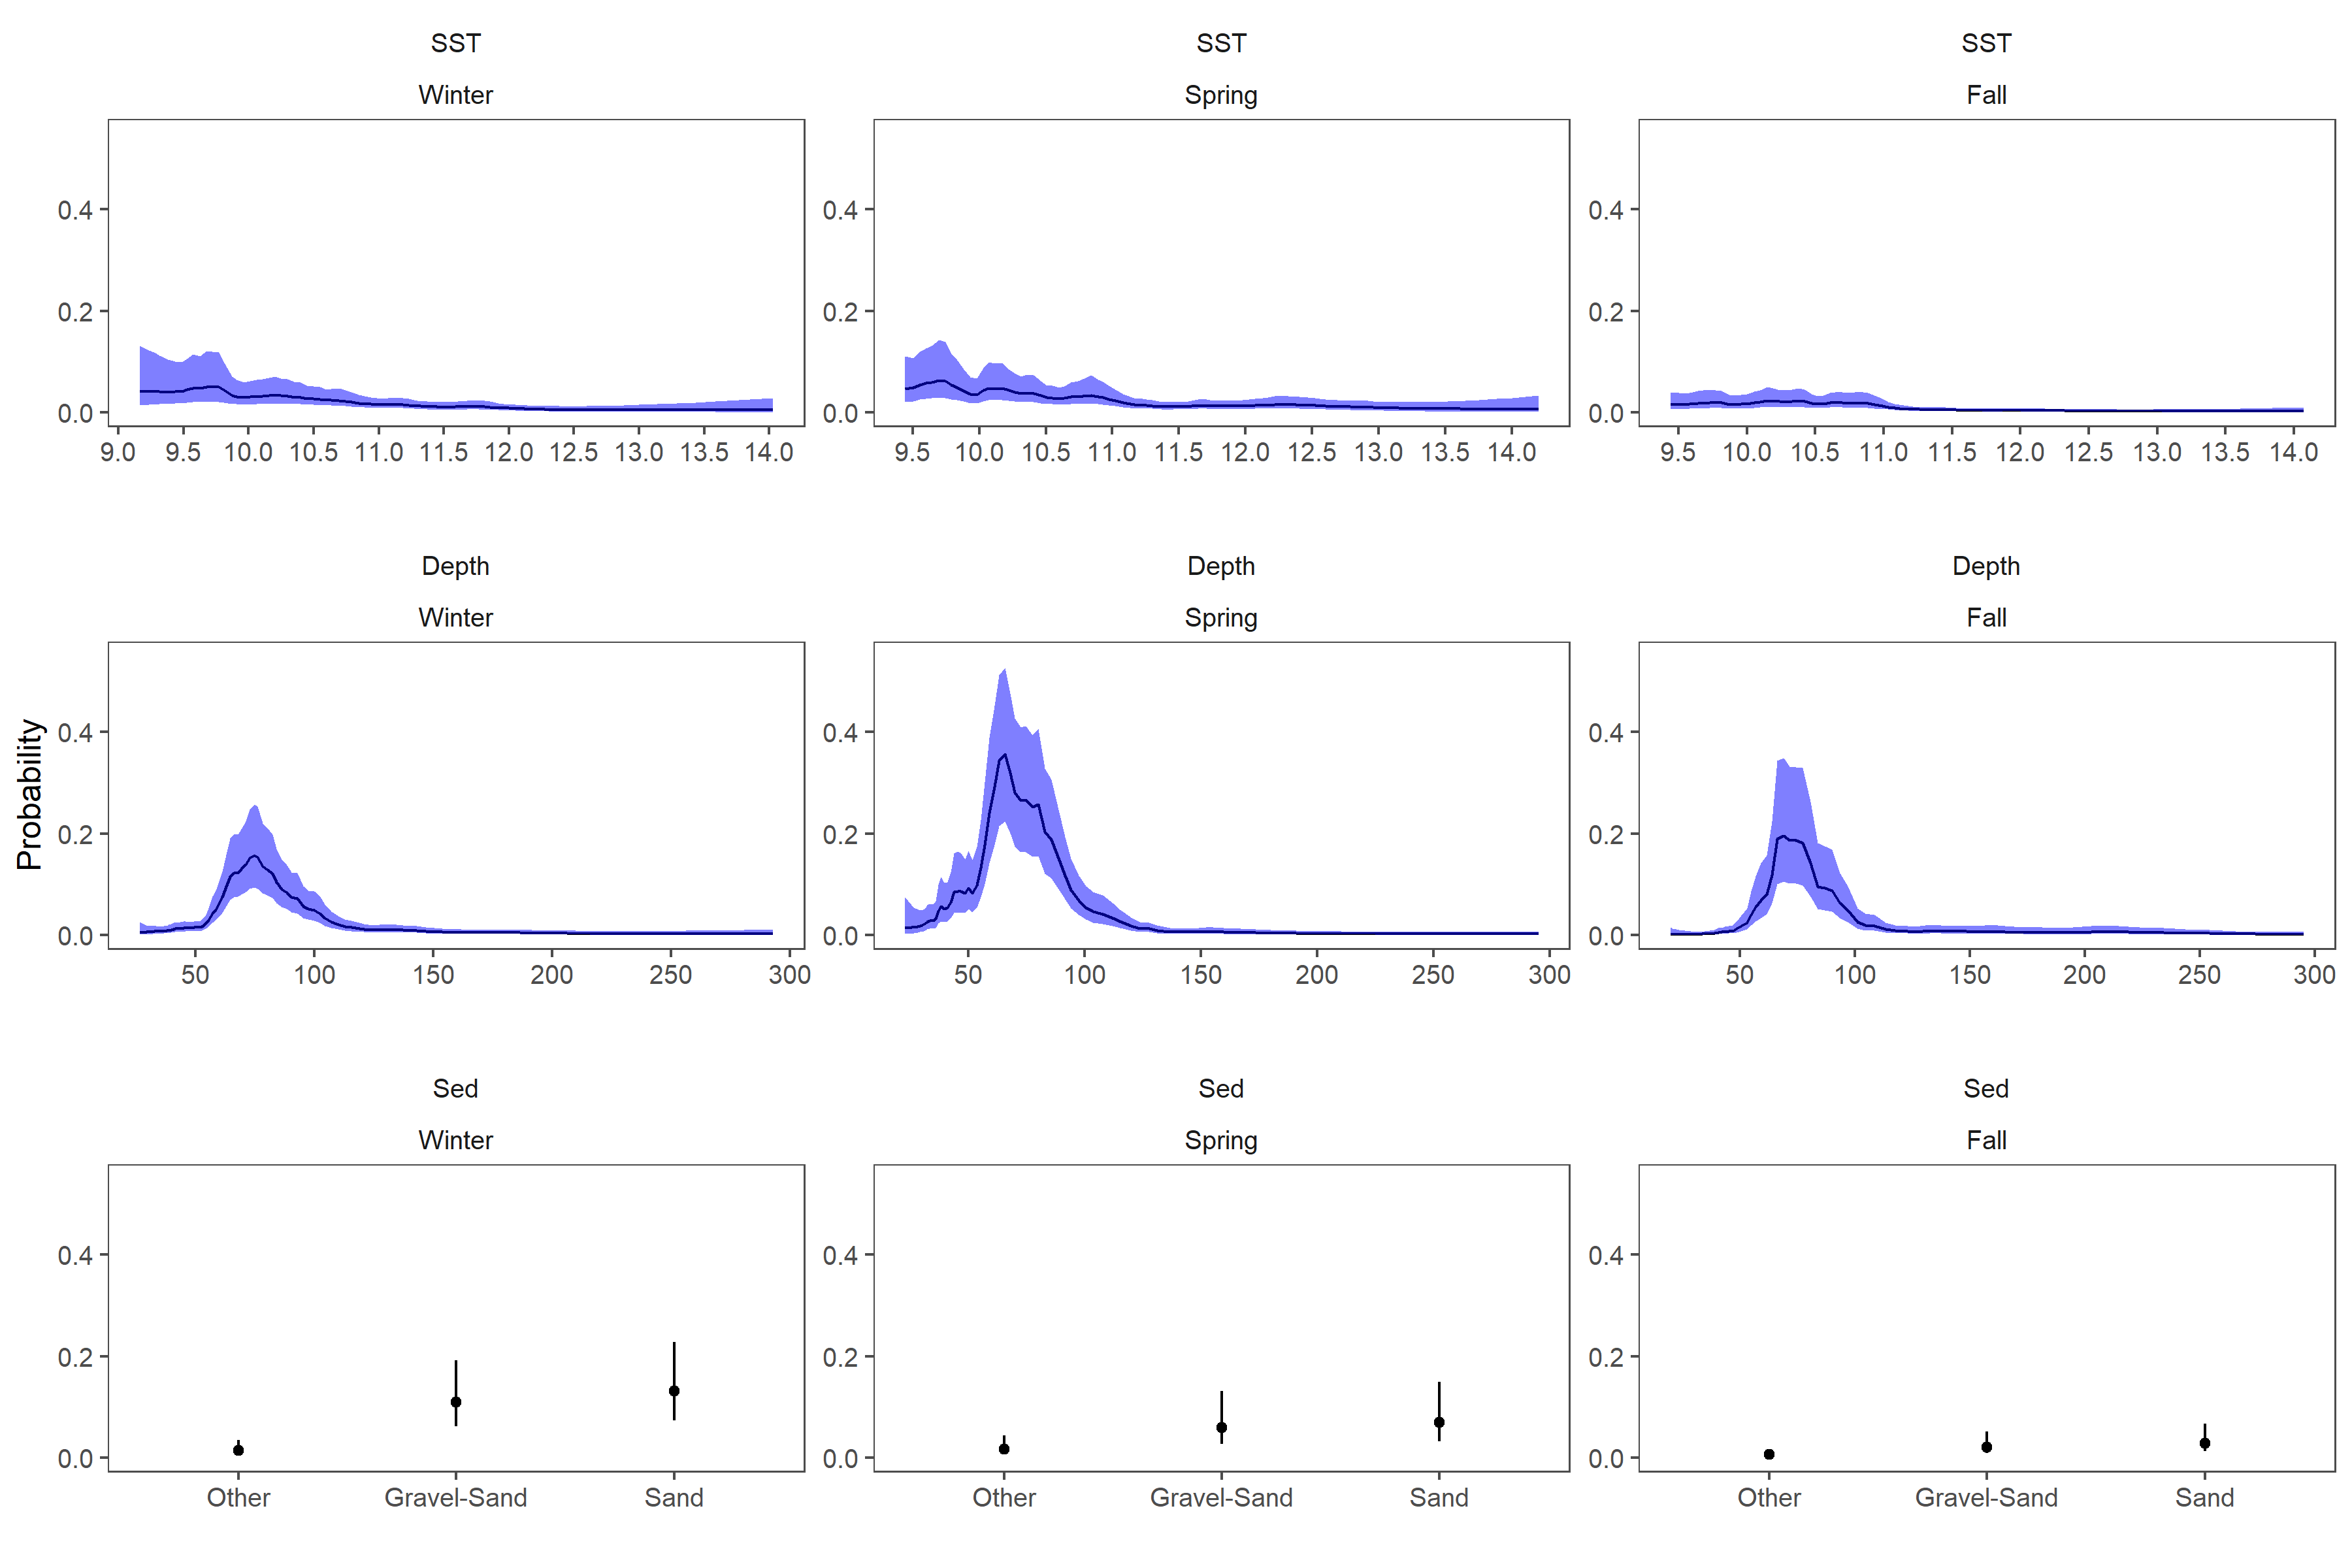 SST SST SST
Winter Spring Fall
0.4 0.4 0.4
0.2 0.2 0.2
0.0 0.0 0.0
9.0 9.5 10.0 10.5 11.0 11.5 12.0 12.5 13.0 13.5 14.0 9.5 10.0 10.5 11.0 11.5 12.0 12.5 13.0 13.5 14.0 9.5 10.0 10.5 11.0 11.5 12.0 12.5 13.0 13.5 14.0
Depth Depth Depth
Winter Spring Fall
Probability
0.4 0.4 0.4
0.2 0.2 0.2
0.0 0.0 0.0
50 100 150 200 250 300 50 100 150 200 250 300 50 100 150 200 250 300
Sed Sed Sed
Winter Spring Fall
0.4 0.4 0.4
0.2 0.2 0.2
0.0 0.0 0.0
Other Gravel-Sand Sand Other Gravel-Sand Sand Other Gravel-Sand Sand